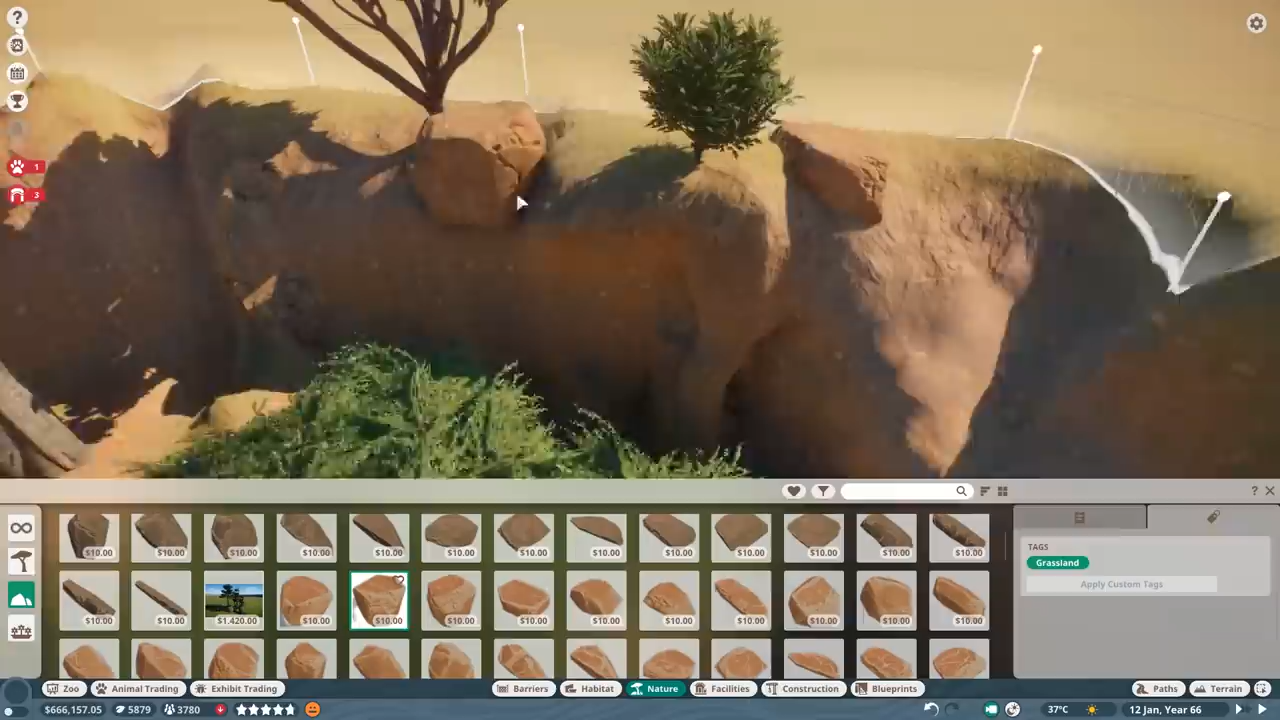 ?
1
3
? ×
$10.00 $10.00 $10.00 $10.00 $10.00 $10.00 $10.00 $10.00 $10.00 $10.00 $10.00 $10.00 $10.00
$10.00 $10.00 $1,420.00 $10.00 $10.00 $10.00 $10.00 $10.00 $10.00 $10.00 $10.00 $10.00 $10.00
TAGS
Grassland
Apply Custom Tags
Zoo Animal Trading Exhibit Trading Barriers Habitat Nature Facilities Construction Blueprints Paths Terrain
$666,157.05 5879 3780 37°C 12 Jan, Year 66